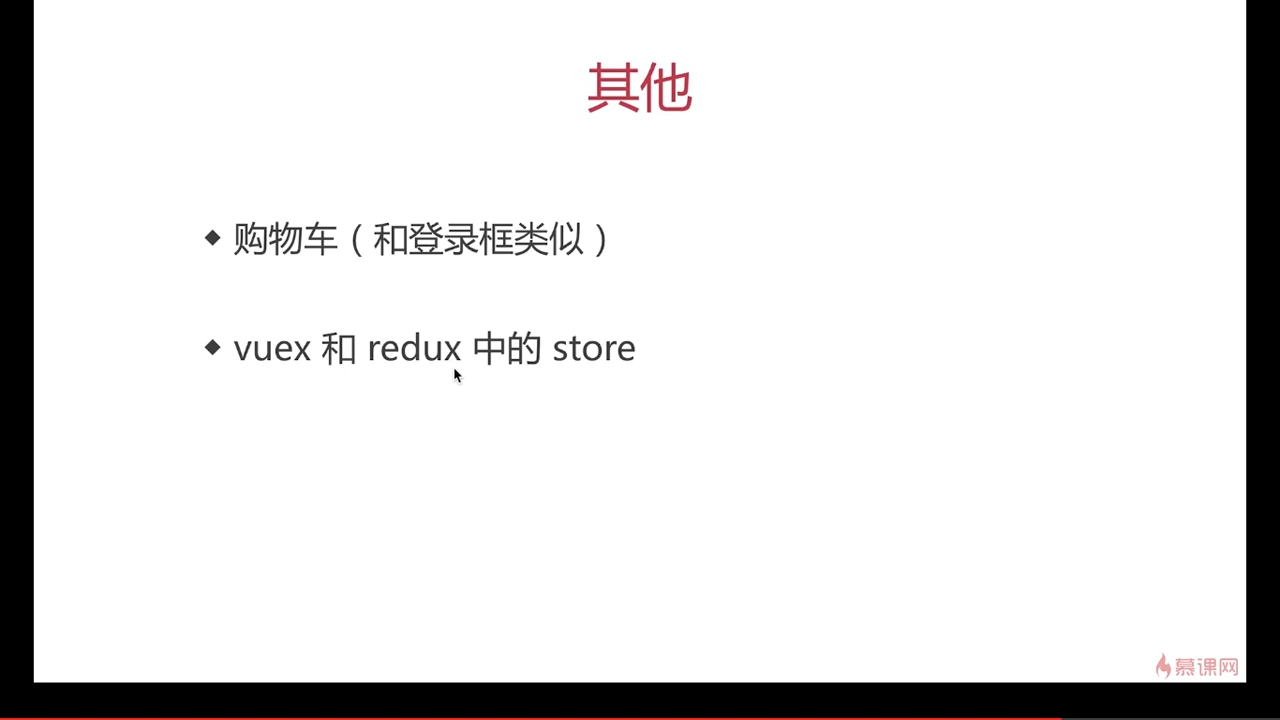 其他
◆ 购物车（和登录框类似）
◆ vuex 和 redux 中的 store
慕课网